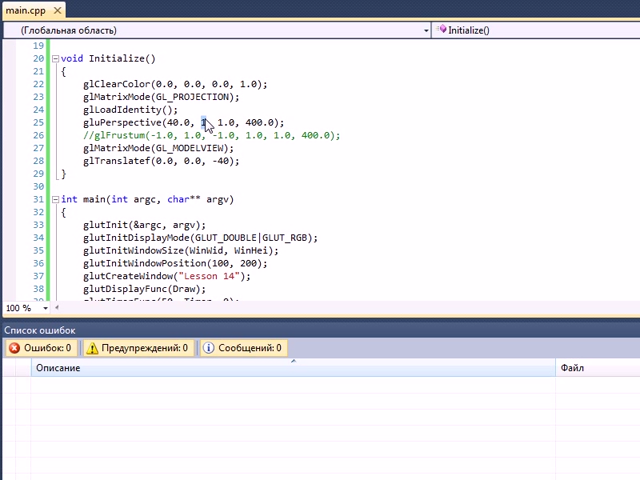 main.cpp
(Глобальная область)
Initialize()
19
20 void Initialize()
21 {
22 glClearColor(0.0, 0.0, 0.0, 1.0);
23 glMatrixMode(GL_PROJECTION);
24 glLoadIdentity();
25 gluPerspective(40.0, 1, 1.0, 400.0);
26 //glFrustum(-1.0, 1.0, -1.0, 1.0, 1.0, 400.0);
27 glMatrixMode(GL_MODELVIEW);
28 glTranslatef(0.0, 0.0, -40);
29 }
30
31 int main(int argc, char** argv)
32 {
33 glutInit(&argc, argv);
34 glutInitDisplayMode(GLUT_DOUBLE|GLUT_RGB);
35 glutInitWindowSize(WinWid, WinHei);
36 glutInitWindowPosition(100, 200);
37 glutCreateWindow("Lesson 14");
38 glutDisplayFunc(Draw);
100 %
Список ошибок
Ошибок: 0
Предупреждений: 0
Сообщений: 0
Описание
Файл